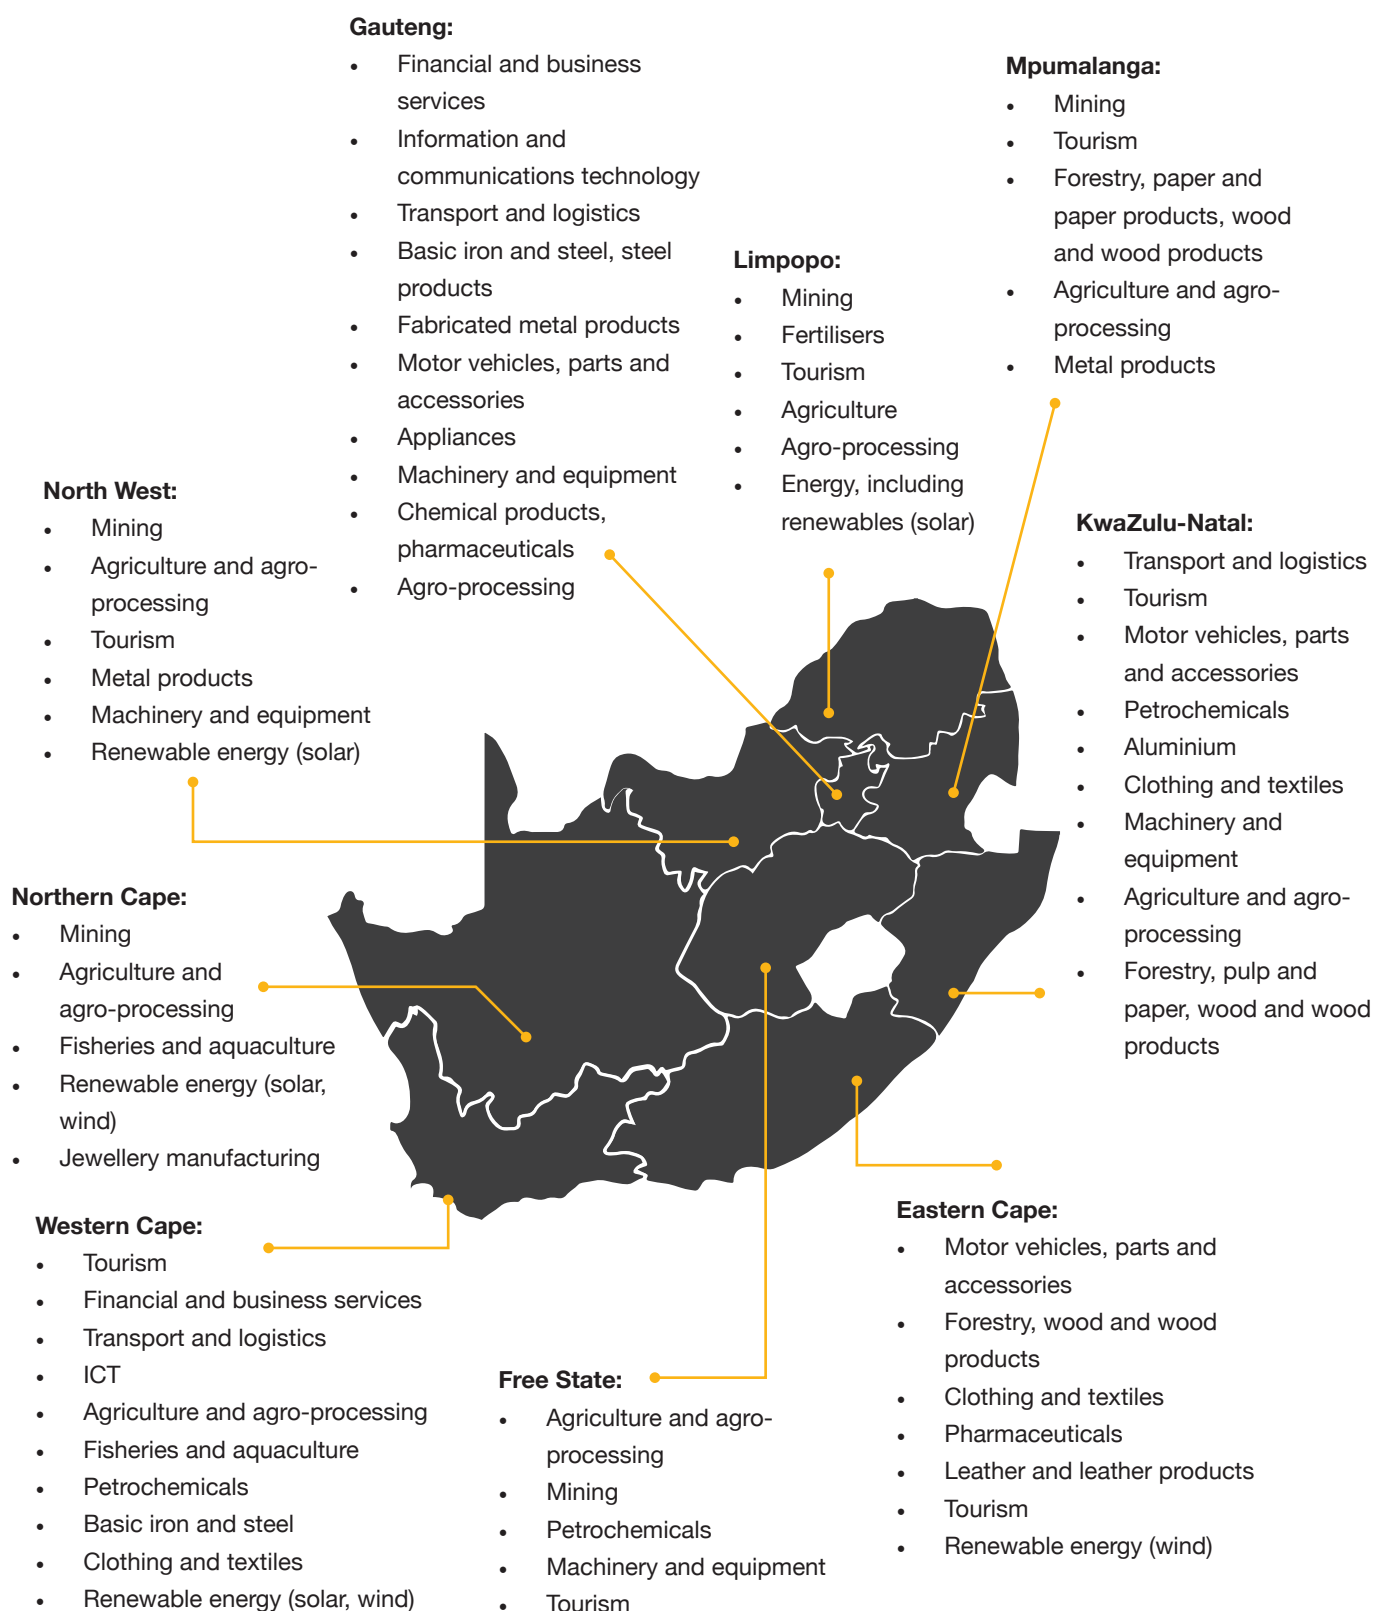 Gauteng:
• Financial and business
services
• Information and
communications technology
• Transport and logistics
• Basic iron and steel, steel
products
• Fabricated metal products
• Motor vehicles, parts and
accessories
• Appliances
• Machinery and equipment
• Chemical products,
pharmaceuticals
• Agro-processing
Mpumalanga:
• Mining
• Tourism
• Forestry, paper and
paper products, wood
and wood products
• Agriculture and agro-
processing
• Metal products
Limpopo:
• Mining
• Fertilisers
• Tourism
• Agriculture
• Agro-processing
• Energy, including
renewables (solar)
North West:
• Mining
• Agriculture and agro-
processing
• Tourism
• Metal products
• Machinery and equipment
• Renewable energy (solar)
KwaZulu-Natal:
• Transport and logistics
• Tourism
• Motor vehicles, parts
and accessories
• Petrochemicals
• Aluminium
• Clothing and textiles
• Machinery and
equipment
• Agriculture and agro-
processing
• Forestry, pulp and
paper, wood and wood
products
Northern Cape:
• Mining
• Agriculture and
agro-processing
• Fisheries and aquaculture
• Renewable energy (solar,
wind)
• Jewellery manufacturing
Western Cape:
• Tourism
• Financial and business services
• Transport and logistics
• ICT
• Agriculture and agro-processing
• Fisheries and aquaculture
• Petrochemicals
• Basic iron and steel
• Clothing and textiles
• Renewable energy (solar, wind)
Free State:
• Agriculture and agro-
processing
• Mining
• Petrochemicals
• Machinery and equipment
• Tourism
Eastern Cape:
• Motor vehicles, parts and
accessories
• Forestry, wood and wood
products
• Clothing and textiles
• Pharmaceuticals
• Leather and leather products
• Tourism
• Renewable energy (wind)